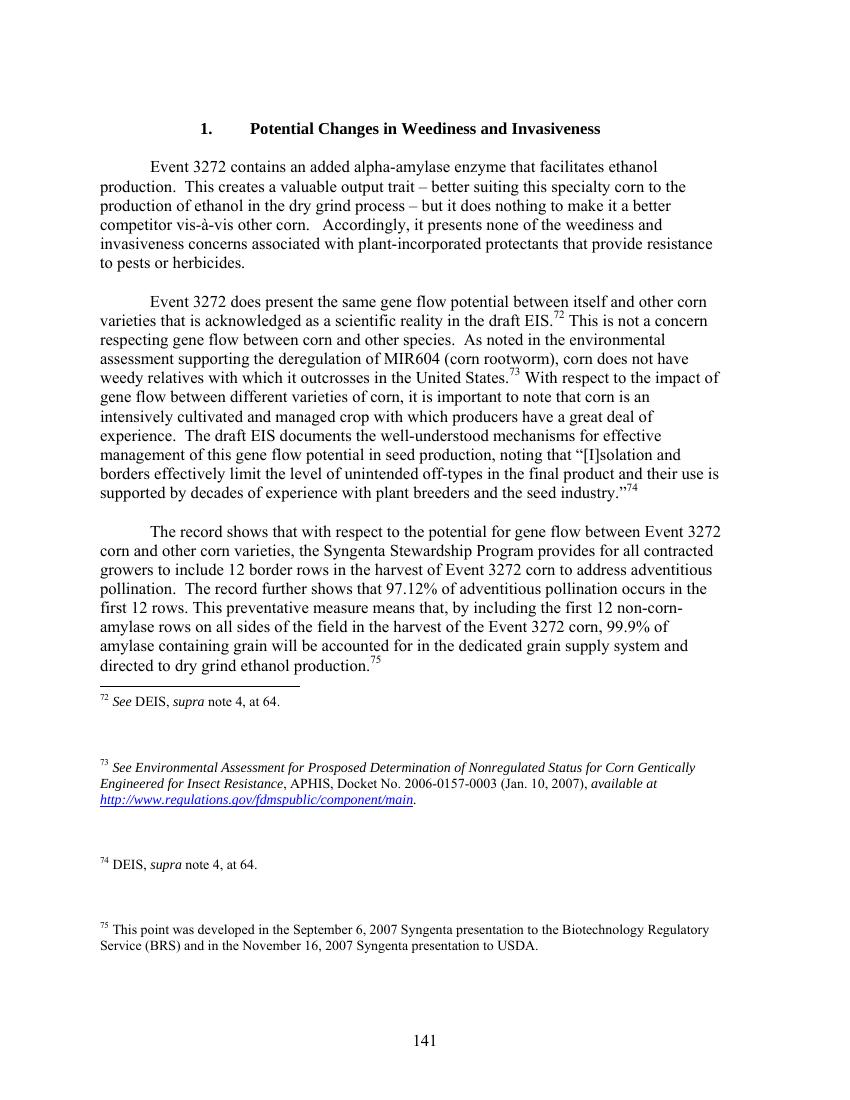 1. Potential Changes in Weediness and Invasiveness
Event 3272 contains an added alpha-amylase enzyme that facilitates ethanol
production.  This creates a valuable output trait – better suiting this specialty corn to the
production of ethanol in the dry grind process – but it does nothing to make it a better
competitor vis-à-vis other corn.   Accordingly, it presents none of the weediness and
invasiveness concerns associated with plant-incorporated protectants that provide resistance
to pests or herbicides.
Event 3272 does present the same gene flow potential between itself and other corn
varieties that is acknowledged as a scientific reality in the draft EIS.72 This is not a concern
respecting gene flow between corn and other species.  As noted in the environmental
assessment supporting the deregulation of MIR604 (corn rootworm), corn does not have
weedy relatives with which it outcrosses in the United States.73 With respect to the impact of
gene flow between different varieties of corn, it is important to note that corn is an
intensively cultivated and managed crop with which producers have a great deal of
experience.  The draft EIS documents the well-understood mechanisms for effective
management of this gene flow potential in seed production, noting that “[I]solation and
borders effectively limit the level of unintended off-types in the final product and their use is
supported by decades of experience with plant breeders and the seed industry.”74
The record shows that with respect to the potential for gene flow between Event 3272
corn and other corn varieties, the Syngenta Stewardship Program provides for all contracted
growers to include 12 border rows in the harvest of Event 3272 corn to address adventitious
pollination.  The record further shows that 97.12% of adventitious pollination occurs in the
first 12 rows. This preventative measure means that, by including the first 12 non-corn-
amylase rows on all sides of the field in the harvest of the Event 3272 corn, 99.9% of
amylase containing grain will be accounted for in the dedicated grain supply system and
directed to dry grind ethanol production.75
72 See DEIS, supra note 4, at 64.
73 See Environmental Assessment for Prosposed Determination of Nonregulated Status for Corn Gentically
Engineered for Insect Resistance, APHIS, Docket No. 2006-0157-0003 (Jan. 10, 2007), available at
http://www.regulations.gov/fdmspublic/component/main.
74 DEIS, supra note 4, at 64.
75 This point was developed in the September 6, 2007 Syngenta presentation to the Biotechnology Regulatory
Service (BRS) and in the November 16, 2007 Syngenta presentation to USDA.
141